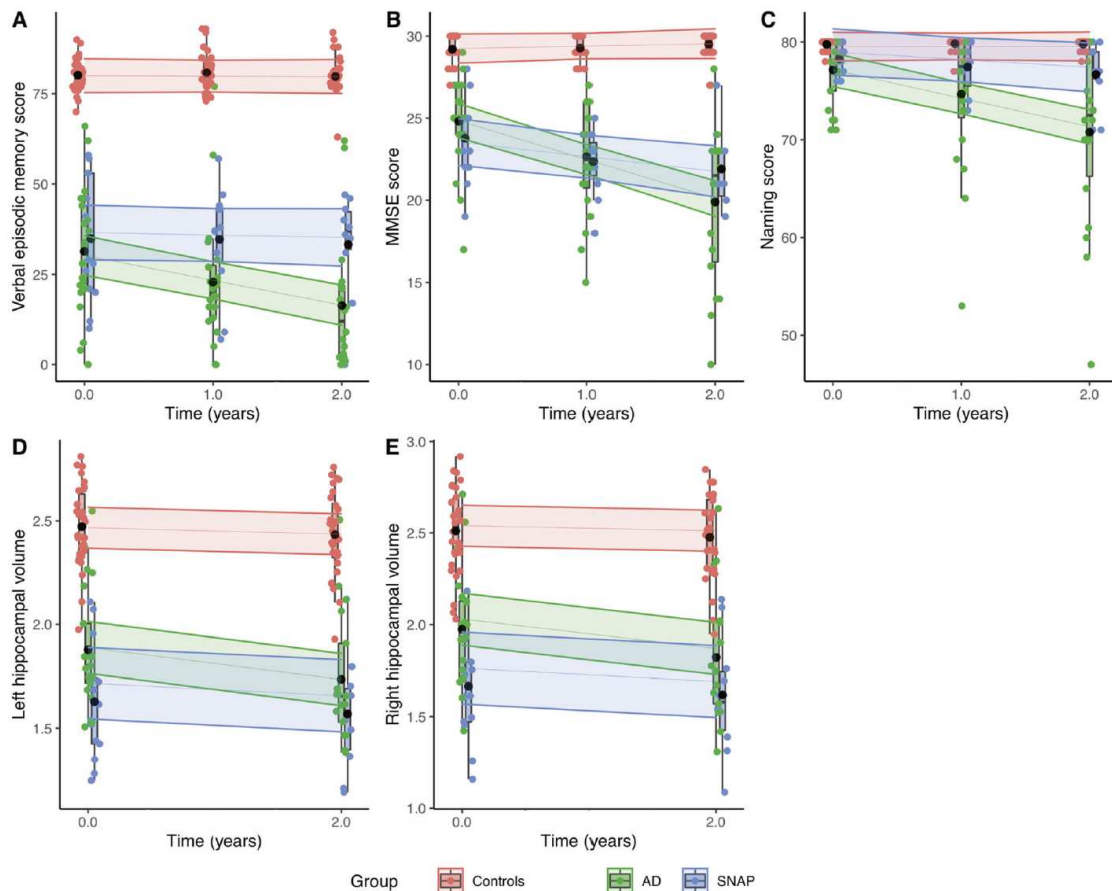 A
Verbal episodic memory score
75
50
25
0
0.0 1.0 2.0
Time (years)
B
MMSE score
30
25
20
15
10
0.0 1.0 2.0
Time (years)
C
Naming score
80
70
60
50
0.0 1.0 2.0
Time (years)
D
Left hippocampal volume
2.5
2.0
1.5
0.0 2.0
Time (years)
E
Right hippocampal volume
3.0
2.5
2.0
1.5
1.0
0.0 2.0
Time (years)
Group Controls AD SNAP